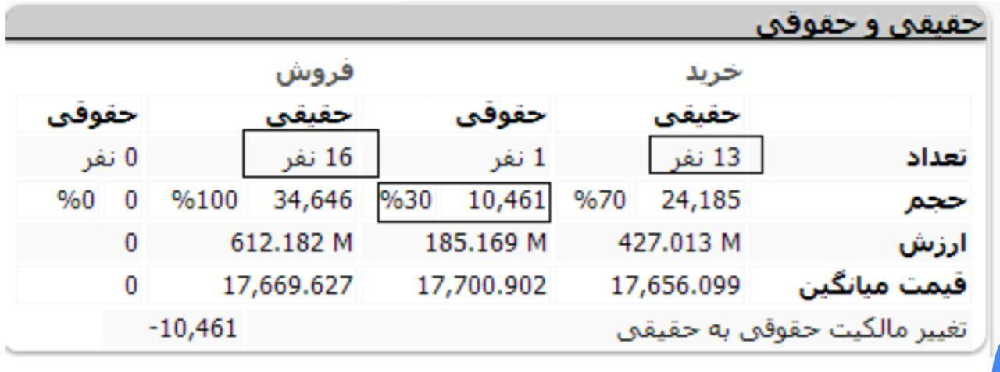 حقیقی و حقوقی
خرید فروش
حقیقی حقوقی حقیقی حقوقی
تعداد 13 نفر 1 نفر 16 نفر 0 نفر
حجم 24,185 %70 10,461 %30 34,646 %100 0 %0
ارزش 427.013 M 185.169 M 612.182 M 0
قیمت میانگین 17,656.099 17,700.902 17,669.627 0
تغییر مالکیت حقوقی به حقیقی -10,461